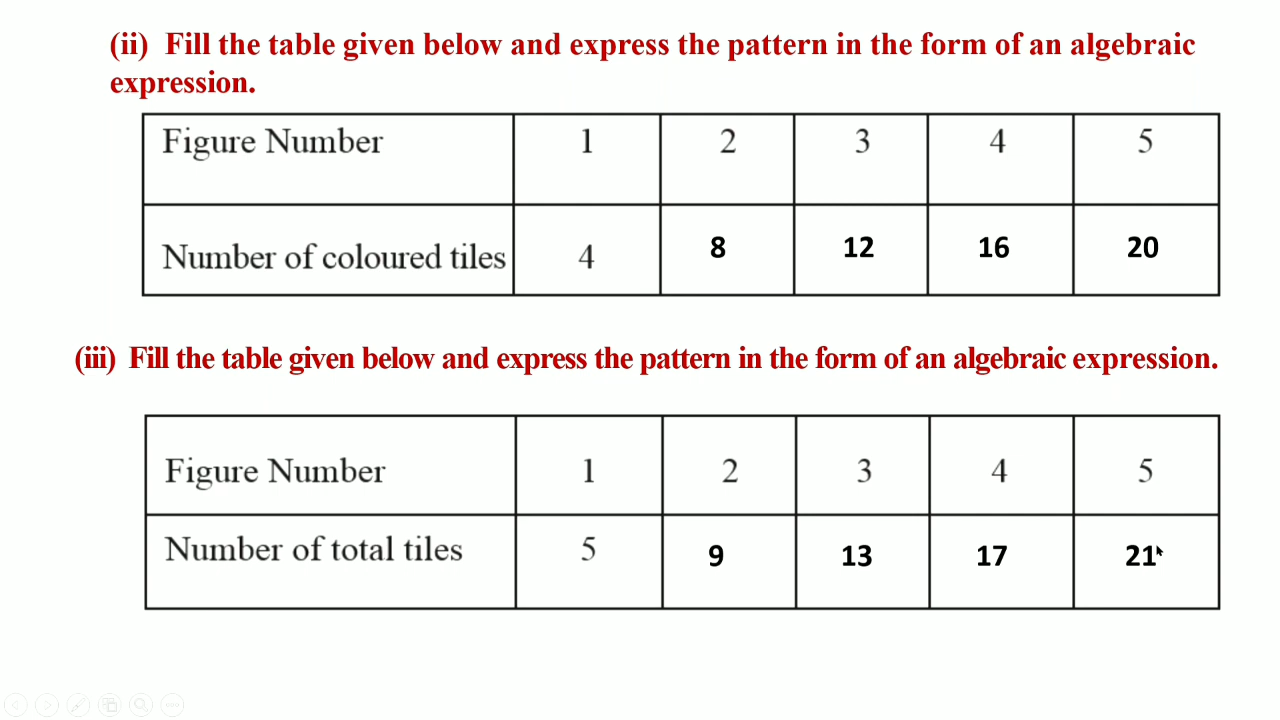 (ii) Fill the table given below and express the pattern in the form of an algebraic
expression.
Figure Number 1 2 3 4 5
Number of coloured tiles 4 8 12 16 20
(iii) Fill the table given below and express the pattern in the form of an algebraic expression.
Figure Number 1 2 3 4 5
Number of total tiles 5 9 13 17 21